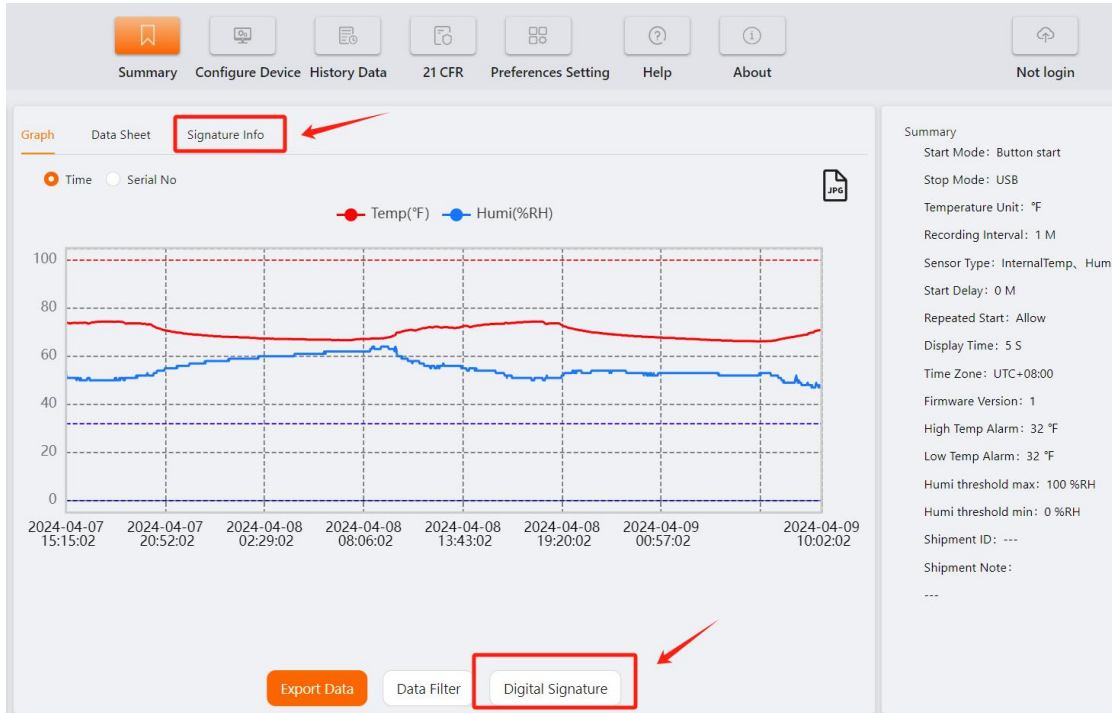 Summary
Configure Device
History Data
21 CFR
Preferences Setting
Help
About
Not login
Graph
Data Sheet
Signature Info
Time
Serial No
JPG
Temp(°F)
Humi(%RH)
100
80
60
40
20
0
2024-04-07
15:15:02
2024-04-07
20:52:02
2024-04-08
02:29:02
2024-04-08
08:06:02
2024-04-08
13:43:02
2024-04-08
19:20:02
2024-04-09
00:57:02
2024-04-09
10:02:02
Export Data
Data Filter
Digital Signature
Summary
Start Mode: Button start
Stop Mode: USB
Temperature Unit: °F
Recording Interval: 1 M
Sensor Type: InternalTemp、Hum
Start Delay: 0 M
Repeated Start: Allow
Display Time: 5 S
Time Zone: UTC+08:00
Firmware Version: 1
High Temp Alarm: 32 °F
Low Temp Alarm: 32 °F
Humi threshold max: 100 %RH
Humi threshold min: 0 %RH
Shipment ID: ---
Shipment Note:
---